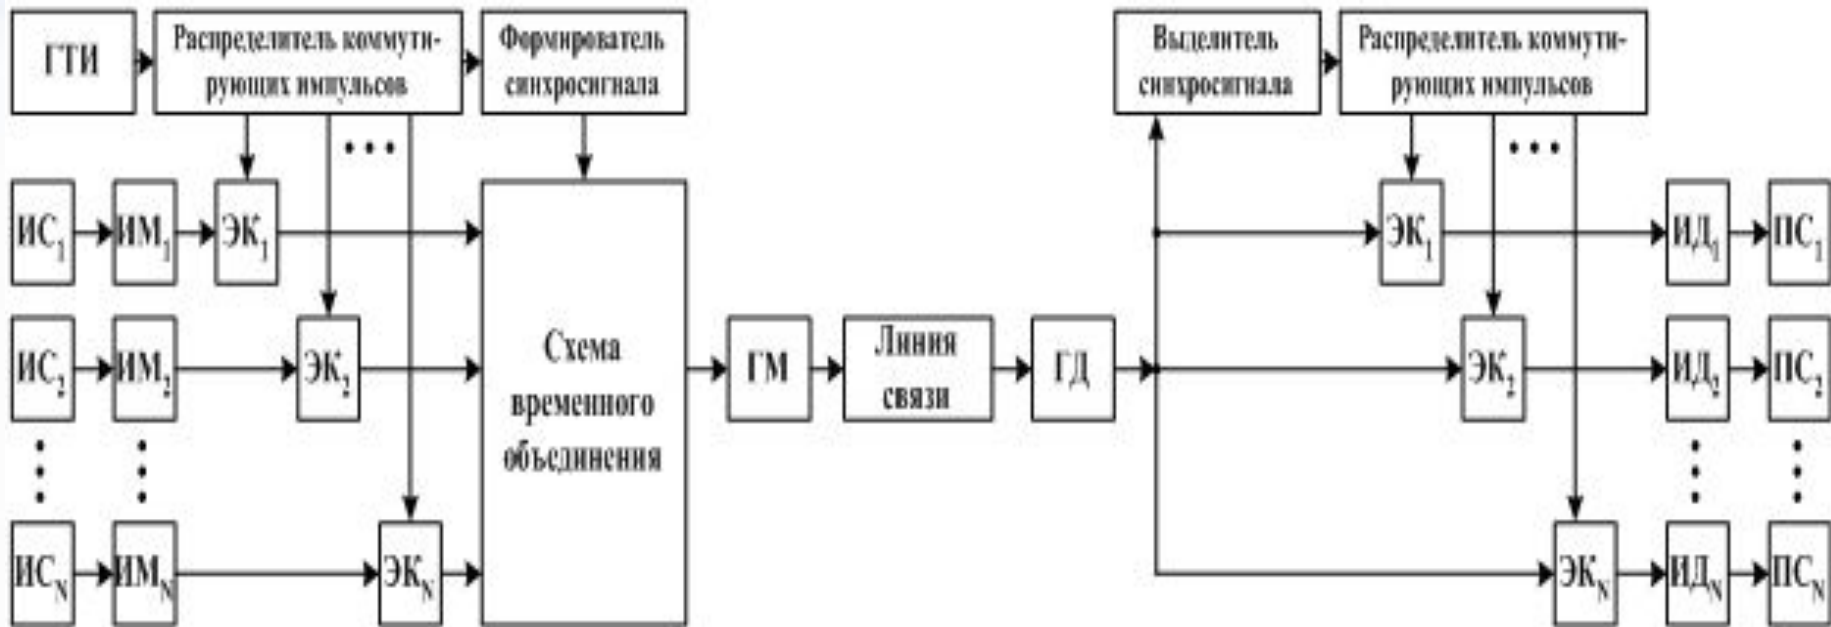 ГТИ
Распределитель коммути-
рующих импульсов
Формирователь
синхросигнала
Выделитель
синхросигнала
Распределитель коммути-
рующих импульсов
ИС1
ИМ1
ЭК1
ЭК1
ИД1
ПС1
ИС2
ИМ2
ЭК2
Схема
временного
объединения
ГМ
Линия
связи
ГД
ЭК2
ИД2
ПС2
ИСN
ИМN
ЭКN
ЭКN
ИДN
ПСN